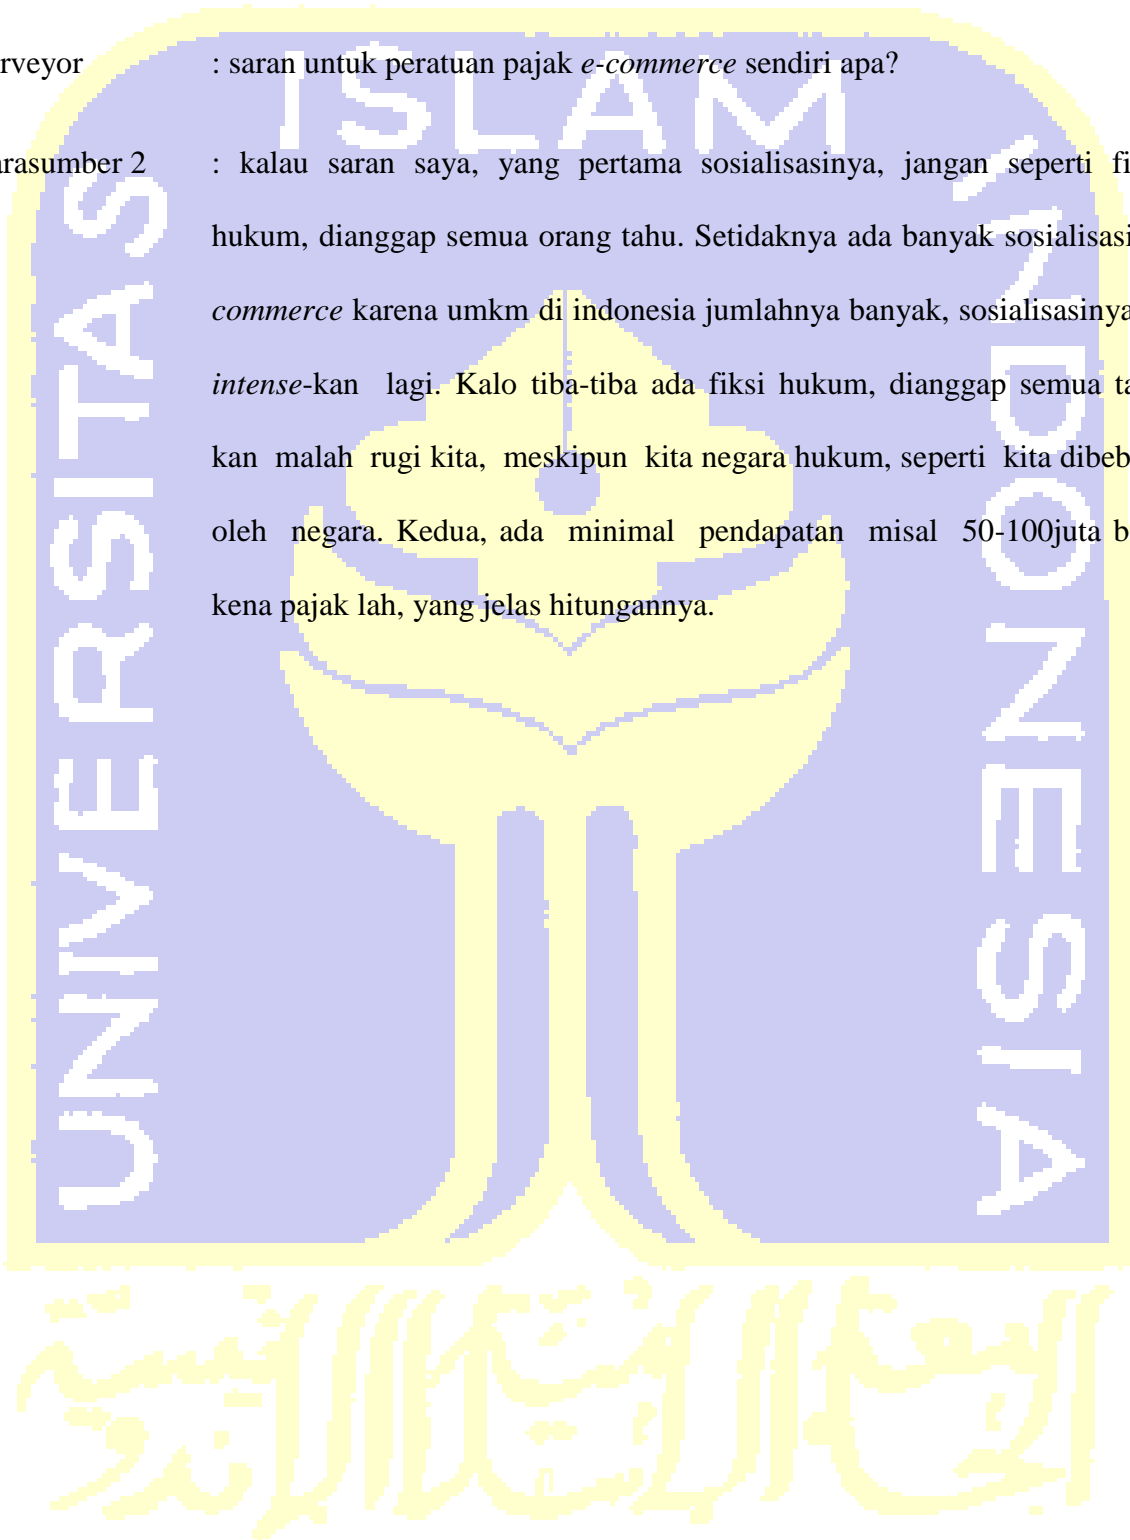 rveyor : saran untuk peratuan pajak e-commerce sendiri apa?
arasumber 2 : kalau saran saya, yang pertama sosialisasinya, jangan seperti fi
hukum, dianggap semua orang tahu. Setidaknya ada banyak sosialisasi
commerce karena umkm di indonesia jumlahnya banyak, sosialisasinya
intense-kan lagi. Kalo tiba-tiba ada fiksi hukum, dianggap semua ta
kan malah rugi kita, meskipun kita negara hukum, seperti kita dibeb
oleh negara. Kedua, ada minimal pendapatan misal 50-100juta b
kena pajak lah, yang jelas hitungannya.
ISLAM
UNIVERSITAS
INDONESIA